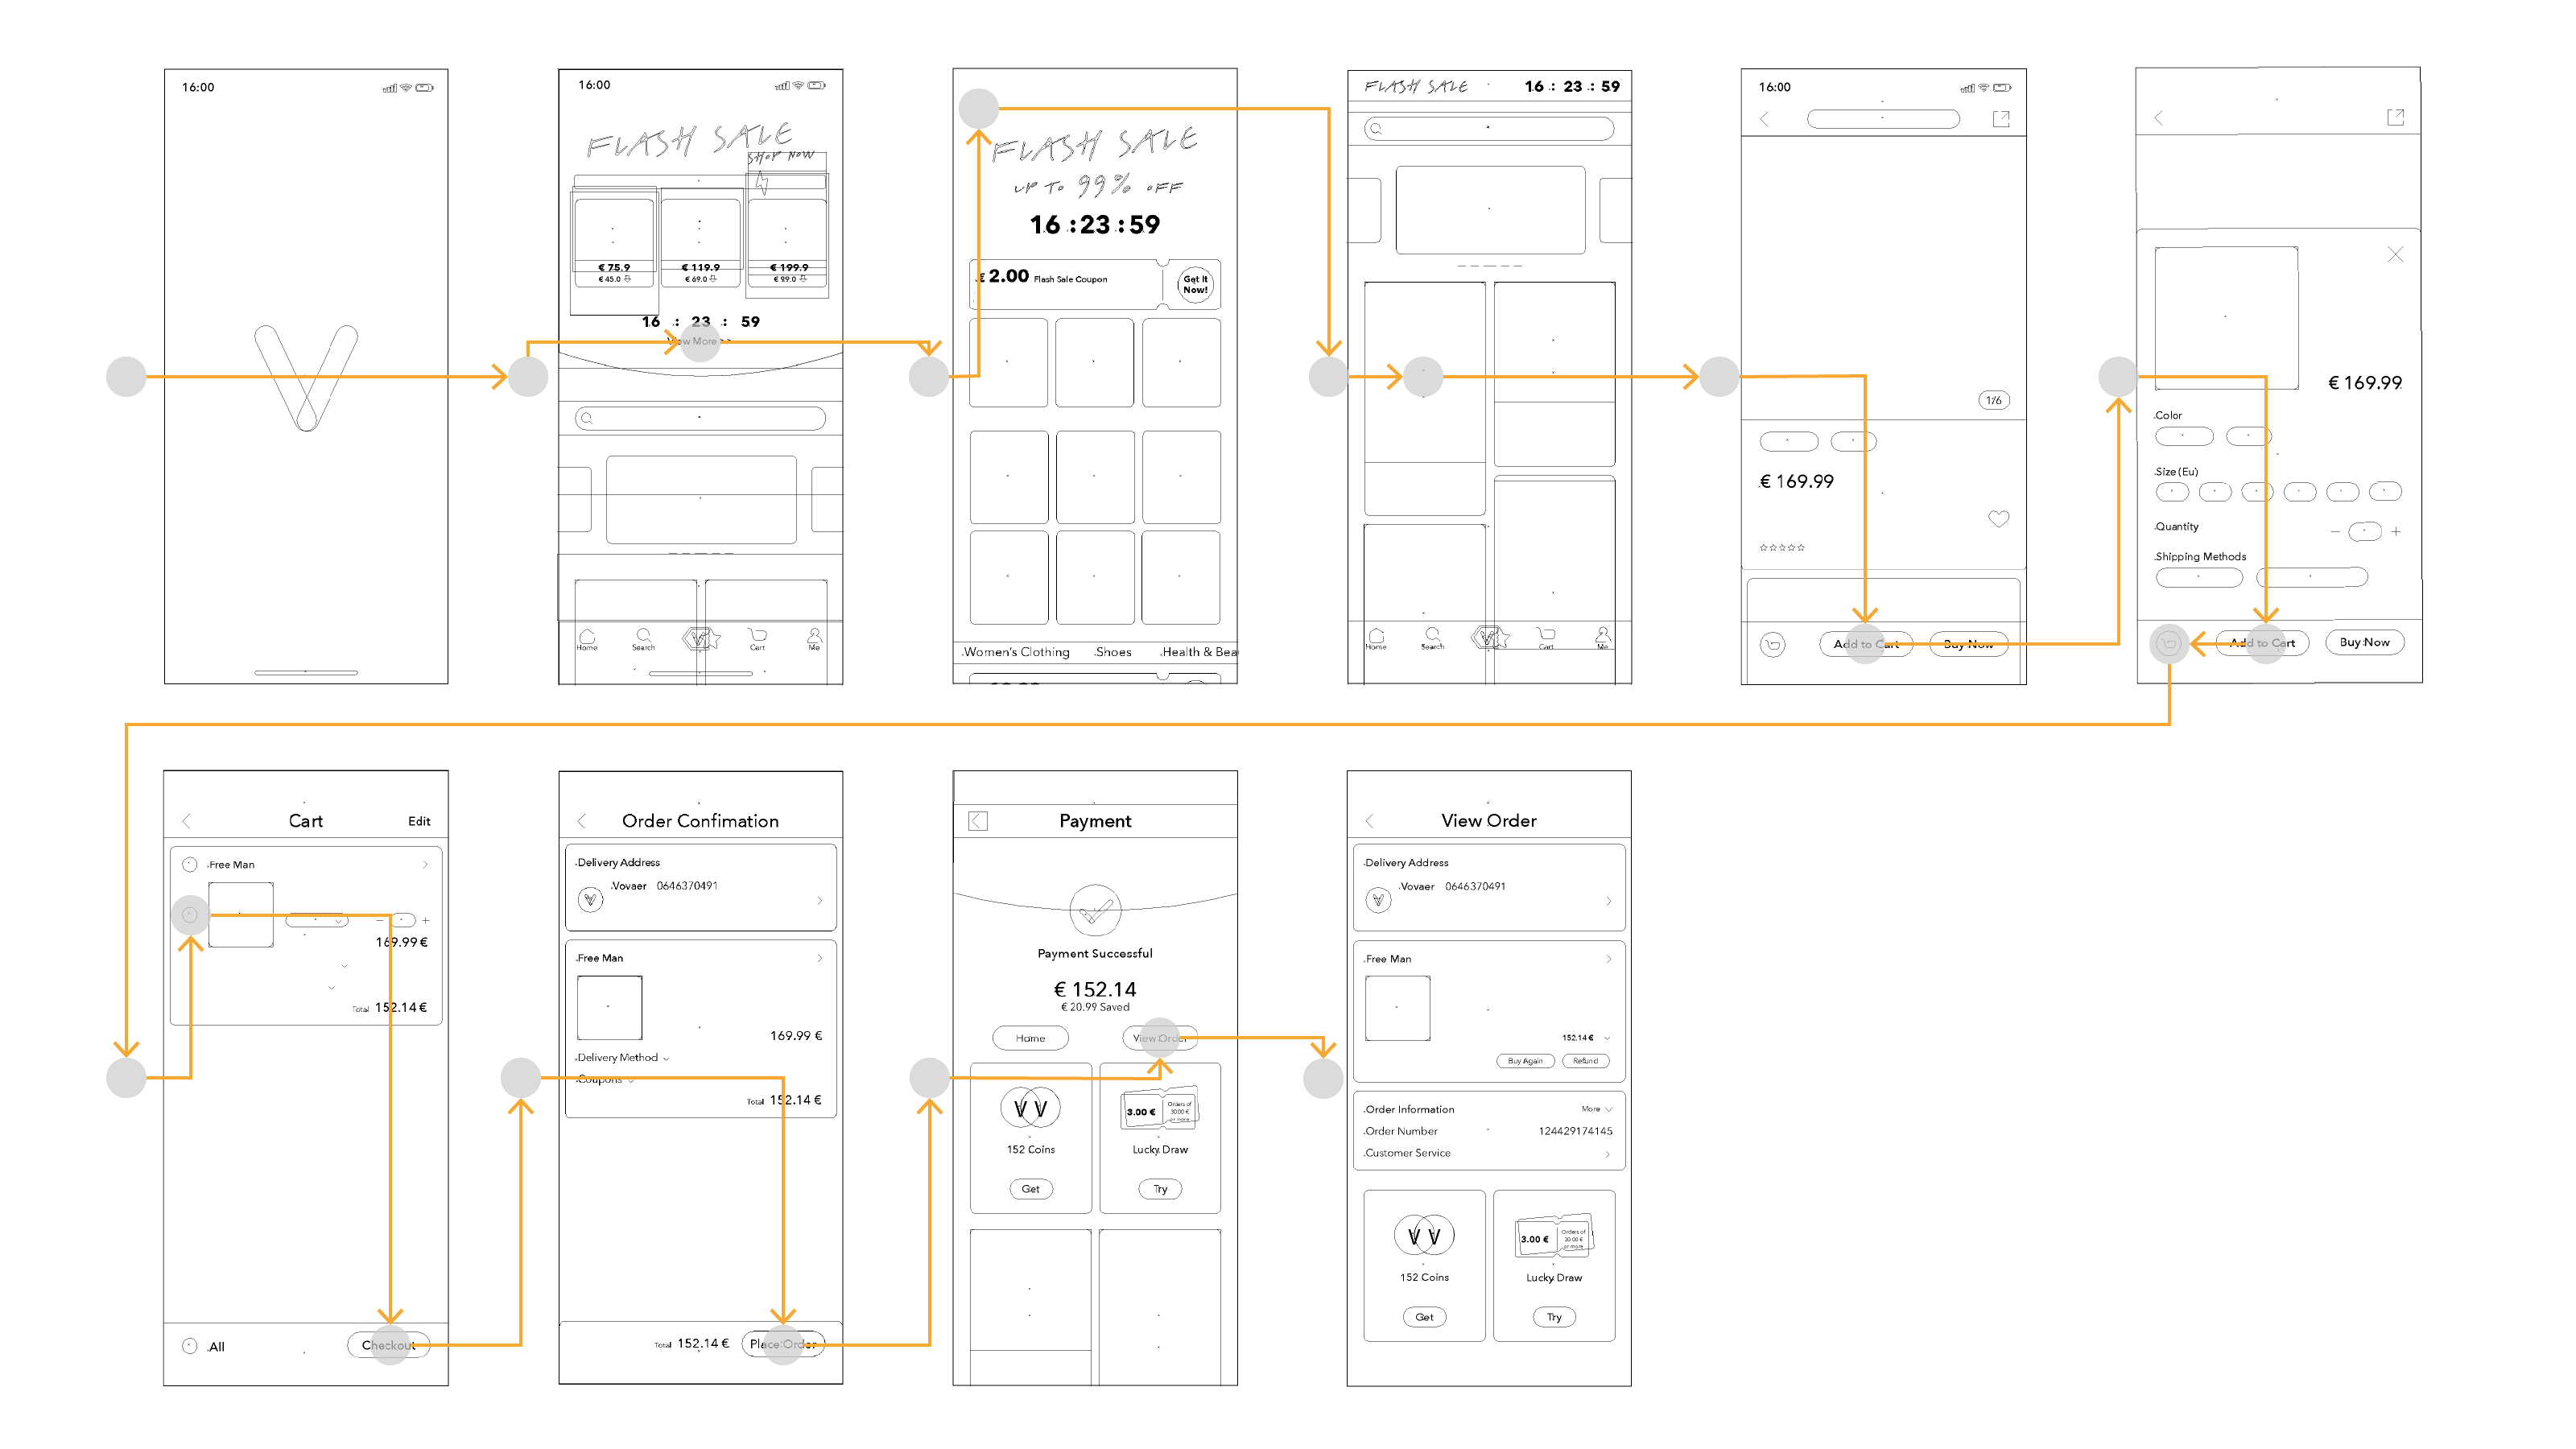 16:00
16:00
FLASH SALE
SHOP NOW
€ 75.9 € 119.9 € 199.9
€ 45.0 € 69.0 € 99.0
16 : 23 : 59
View More >>
Home Search Cart Me
FLASH SALE
UP TO 99% OFF
16 : 23 : 59
€ 2.00 Flash Sale Coupon
Get It
Now!
Women's Clothing Shoes Health & Bea
FLASH SALE 16 : 23 : 59
Home Search Cart Me
16:00
1/6
€ 169.99
Add to Cart Buy Now
€ 169.99
Color
Size (Eu)
Quantity
Shipping Methods
Add to Cart Buy Now
Cart Edit
Free Man
169.99 €
Total 152.14 €
All Checkout
Order Confimation
Delivery Address
Vovaer 0646370491
Free Man
169.99 €
Delivery Method
Coupons
Total 152.14 €
Total 152.14 € Place Order
Payment
Payment Successful
€ 152.14
€ 20.99 Saved
Home View Order
3.00 € Orders of
30.00 €
or more
152 Coins Lucky Draw
Get Try
View Order
Delivery Address
Vovaer 0646370491
Free Man
152.14 €
Buy Again Refund
Order Information More
Order Number 124429174145
Customer Service
3.00 € Orders of
30.00 €
or more
152 Coins Lucky Draw
Get Try